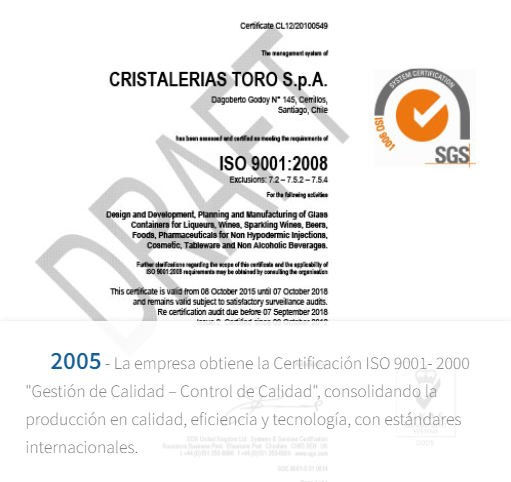 Certificate CL12/20100549
The management system of
CRISTALERIAS TORO S.p.A.
Dagoberto Godoy N° 145, Cerrillos,
Santiago, Chile
has been assessed and certified as meeting the requirements of
ISO 9001:2008
Exclusions: 7.2 – 7.5.2 – 7.5.4
For the following activities
Design and Development, Planning and Manufacturing of Glass
Containers for Liqueurs, Wines, Sparkling Wines, Beers,
Foods, Pharmaceuticals for Non Hypodermic Injections,
Cosmetic, Tableware and Non Alcoholic Beverages.
Further clarifications regarding the scope of this certificate and the applicability of
ISO 9001:2008 requirements may be obtained by consulting the organisation
This certificate is valid from 08 October 2015 until 07 October 2018
and remains valid subject to satisfactory surveillance audits.
Re certification audit due before 07 September 2018
DRAFT
SYSTEM CERTIFICATION
ISO 9001
SGS
2005 - La empresa obtiene la Certificación ISO 9001- 2000
"Gestión de Calidad – Control de Calidad", consolidando la
producción en calidad, eficiencia y tecnología, con estándares
internacionales.